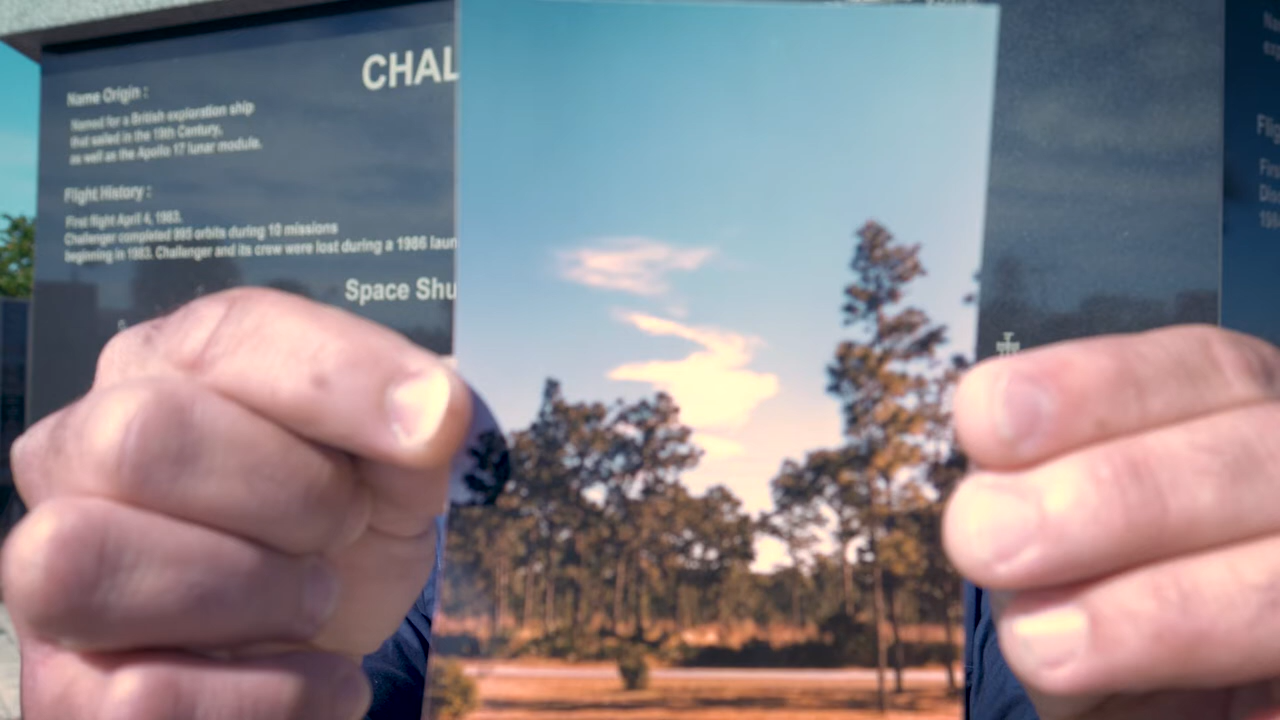 CHAL
Name Origin :
Named for a British exploration ship
that sailed in the 19th Century,
as well as the Apollo 17 lunar module.
Flight History :
First flight April 4, 1983.
Challenger completed 995 orbits during 10 missions
beginning in 1983. Challenger and its crew were lost during a 1986 laun
Space Shu